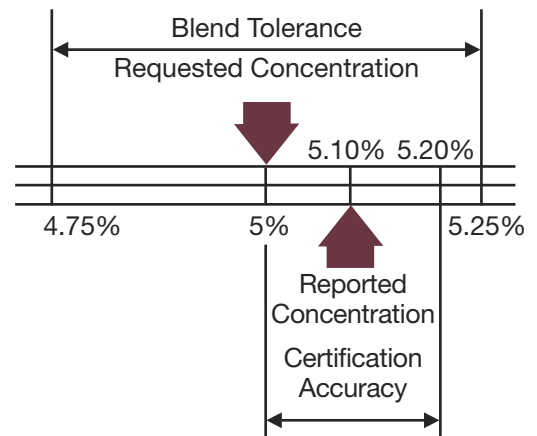 Blend Tolerance
Requested Concentration
5.10% 5.20%
4.75% 5% 5.25%
Reported
Concentration
Certification
Accuracy